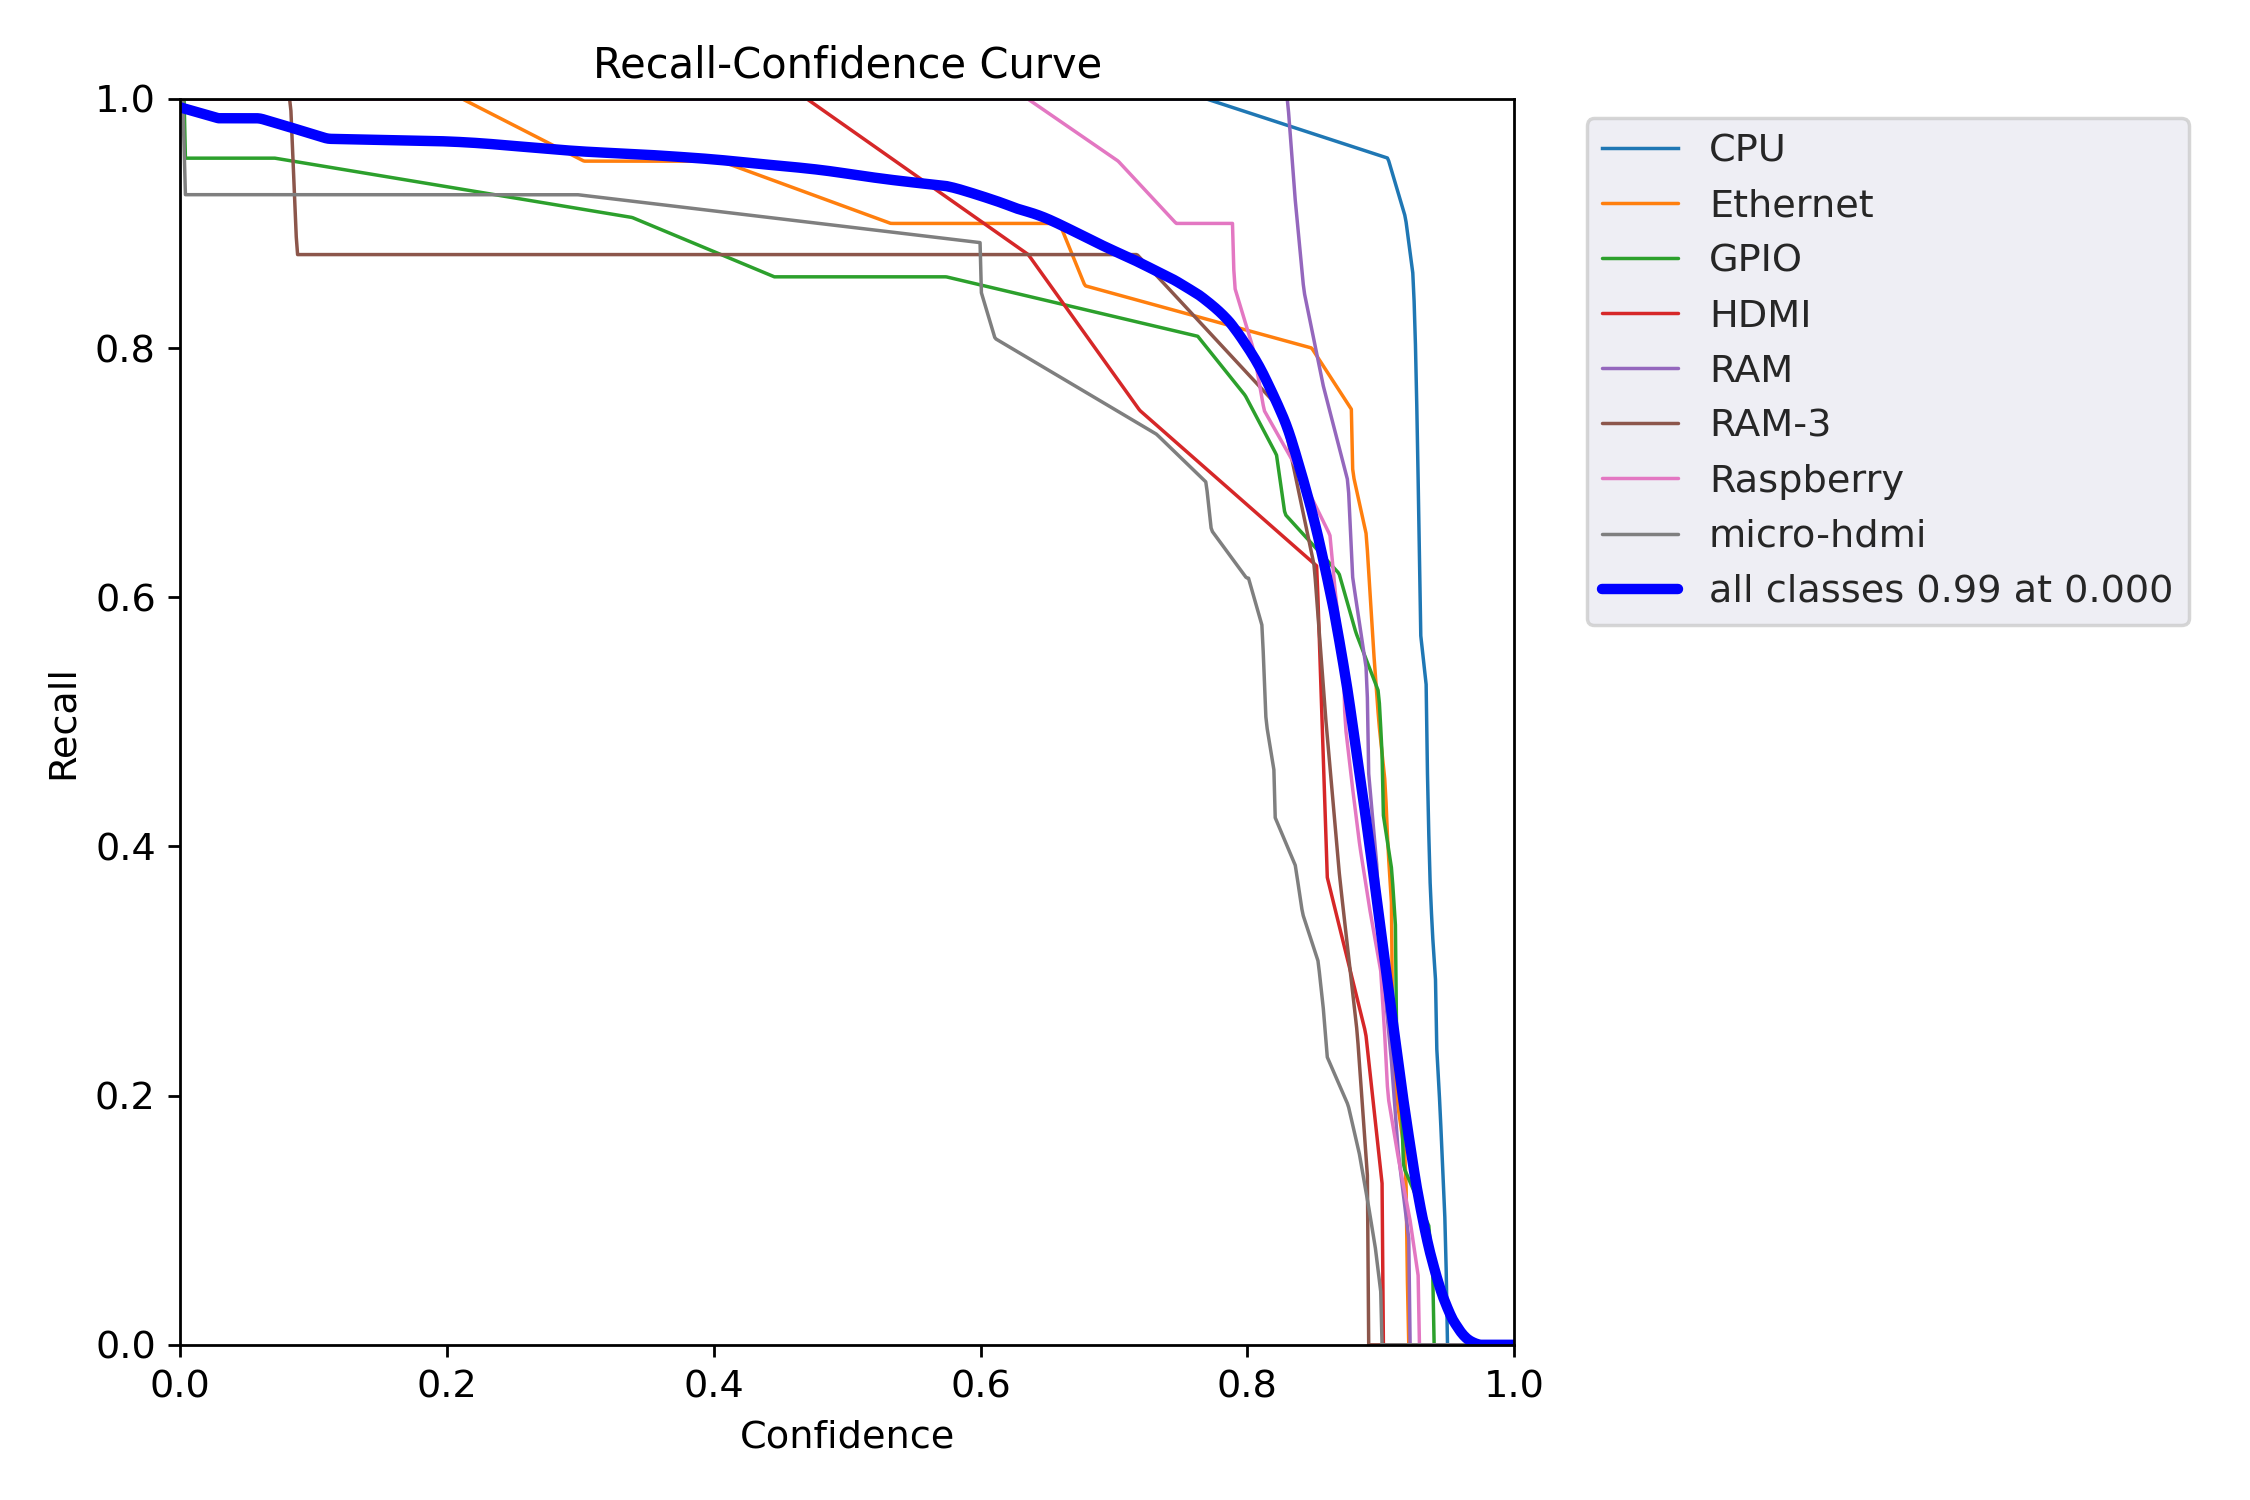 Recall-Confidence Curve
1.0
0.8
0.6
0.4
0.2
0.0
Recall
0.0 0.2 0.4 0.6 0.8 1.0
Confidence
CPU
Ethernet
GPIO
HDMI
RAM
RAM-3
Raspberry
micro-hdmi
all classes 0.99 at 0.000